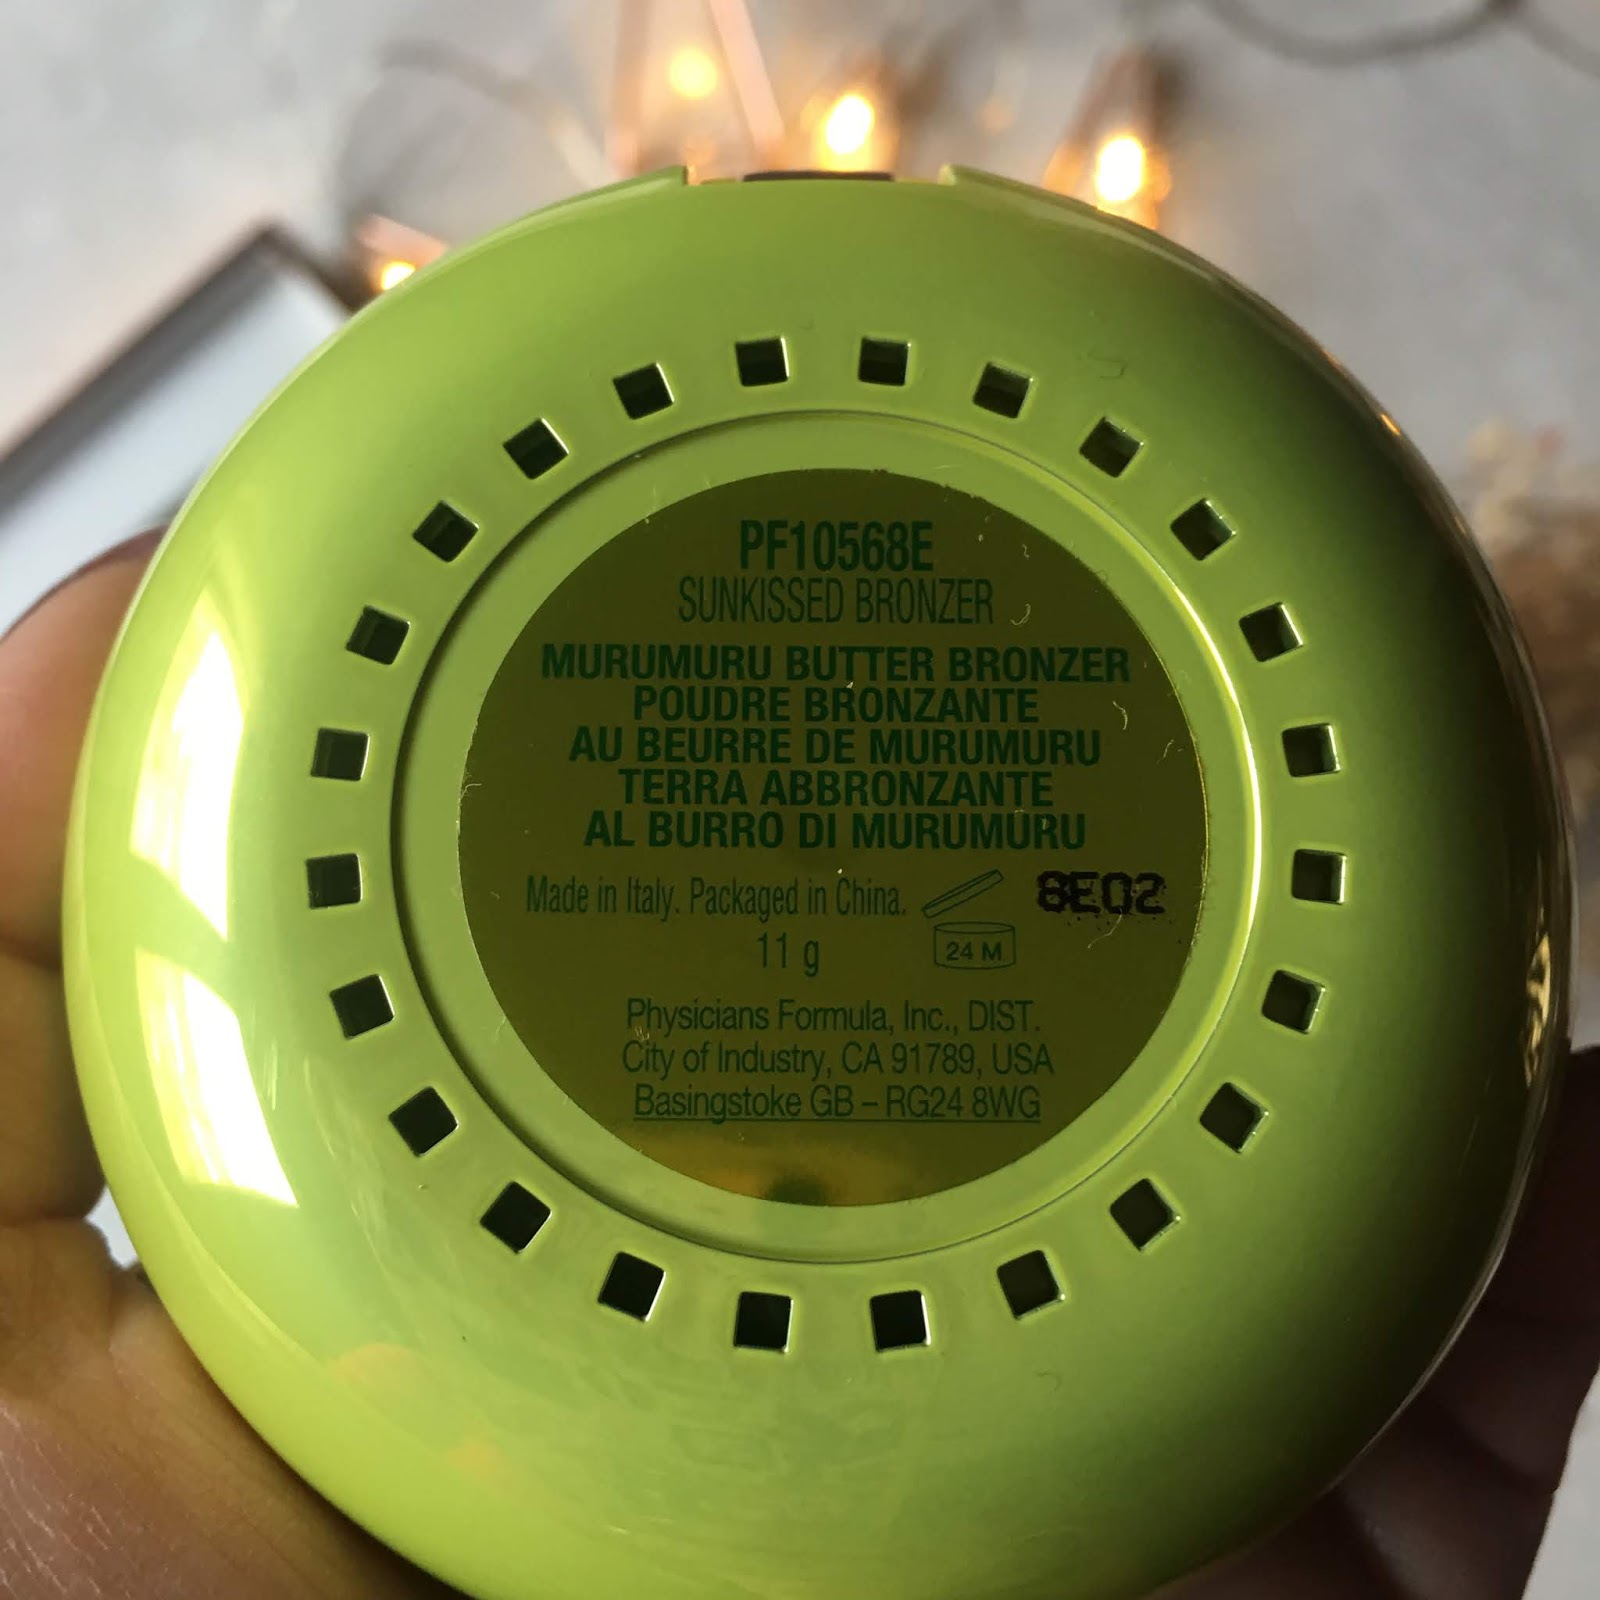 PF10568E
SUNKISSED BRONZER
MURUMURU BUTTER BRONZER
POUDRE BRONZANTE
AU BEURRE DE MURUMURU
TERRA ABBRONZANTE
AL BURRO DI MURUMURU
Made in Italy. Packaged in China.
8E02
11 g
24 M
Physicians Formula, Inc., DIST.
City of Industry, CA 91789, USA
Basingstoke GB – RG24 8WG